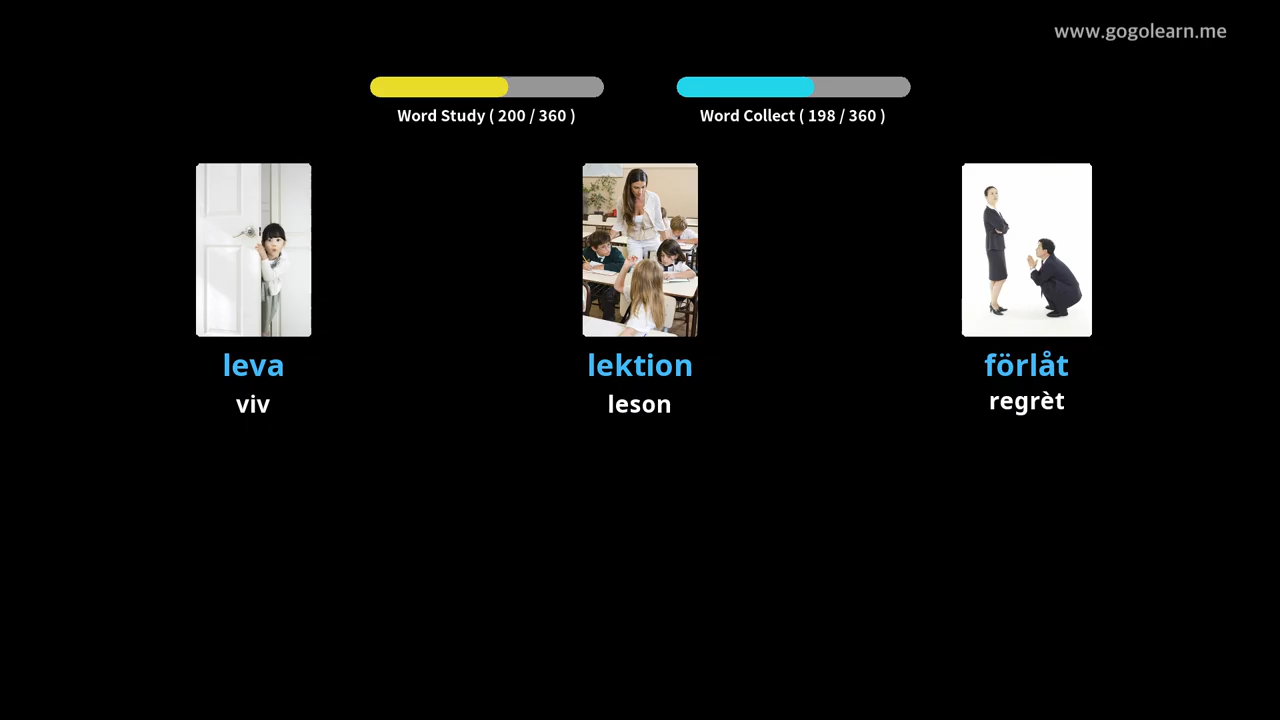 www.gogolearn.me
Word Study ( 200 / 360 )
Word Collect ( 198 / 360 )
leva
viv
lektion
leson
förlåt
regrèt